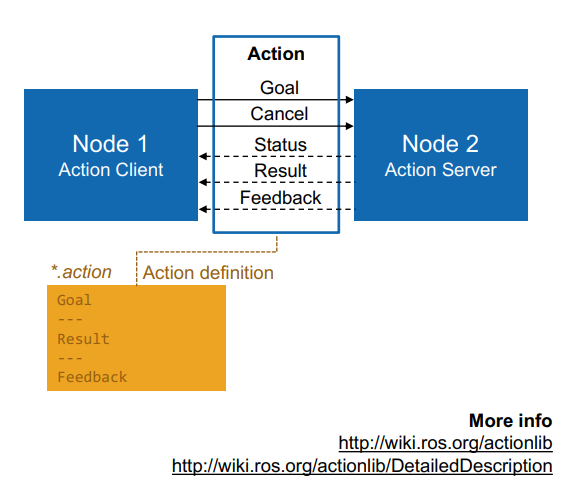 Action
Goal
Cancel
Status
Result
Feedback
Node 1
Action Client
Node 2
Action Server
*.action
Action definition
Goal
---
Result
---
Feedback
More info
http://wiki.ros.org/actionlib
http://wiki.ros.org/actionlib/DetailedDescription